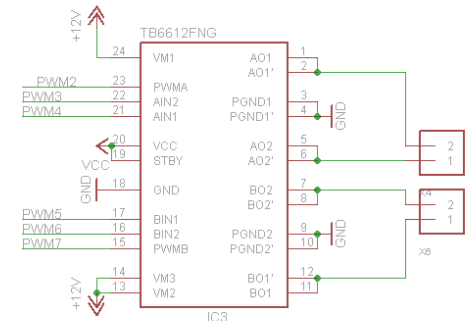 TB6612FNG
+12V
24 VM1 AO1 1
AO1' 2
PWM2 23 PWMA
PWM3 22 AIN2 PGND1 3
PWM4 21 AIN1 PGND1' 4 GND
20 VCC AO2 5
VCC 19 STBY AO2' 6
2
1
GND 18 GND BO2 7
BO2' 8
X4
2
1
PWM5 17 BIN1
PWM6 16 BIN2 PGND2 9 GND
PWM7 15 PWMB PGND2' 10
X6
+12V 14 VM3 BO1' 12
13 VM2 BO1 11
IC3